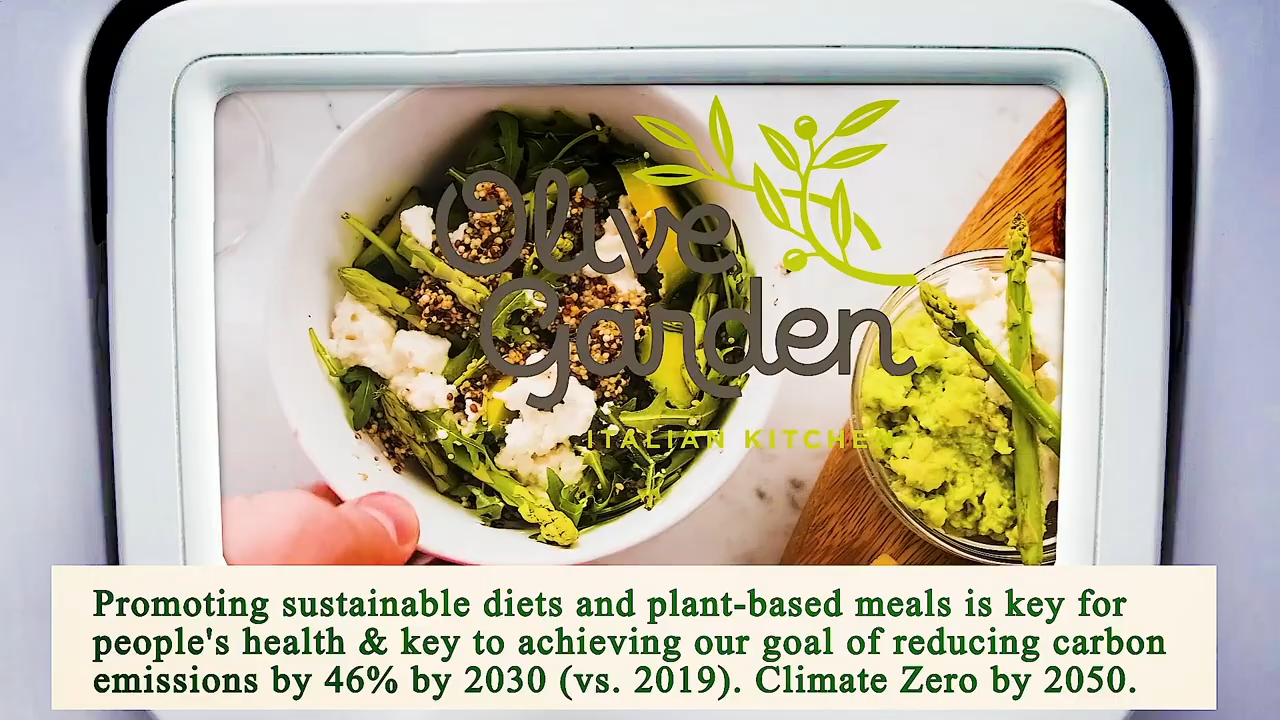 Olive
Garden
ITALIAN KITCHEN
Promoting sustainable diets and plant-based meals is key for
people's health & key to achieving our goal of reducing carbon
emissions by 46% by 2030 (vs. 2019). Climate Zero by 2050.